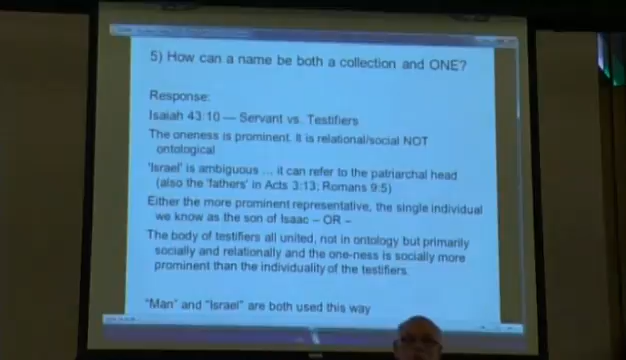 5) How can a name be both a collection and ONE?
Response:
Isaiah 43:10 — Servant vs. Testifiers
The oneness is prominent. It is relational/social NOT
ontological
'Israel' is ambiguous ... it can refer to the patriarchal head
(also the 'fathers' in Acts 3:13; Romans 9:5)
Either the more prominent representative, the single individual
we know as the son of Isaac – OR –
The body of testifiers all united, not in ontology but primarily
socially and relationally and the one-ness is socially more
prominent than the individuality of the testifiers.
"Man" and "Israel" are both used this way